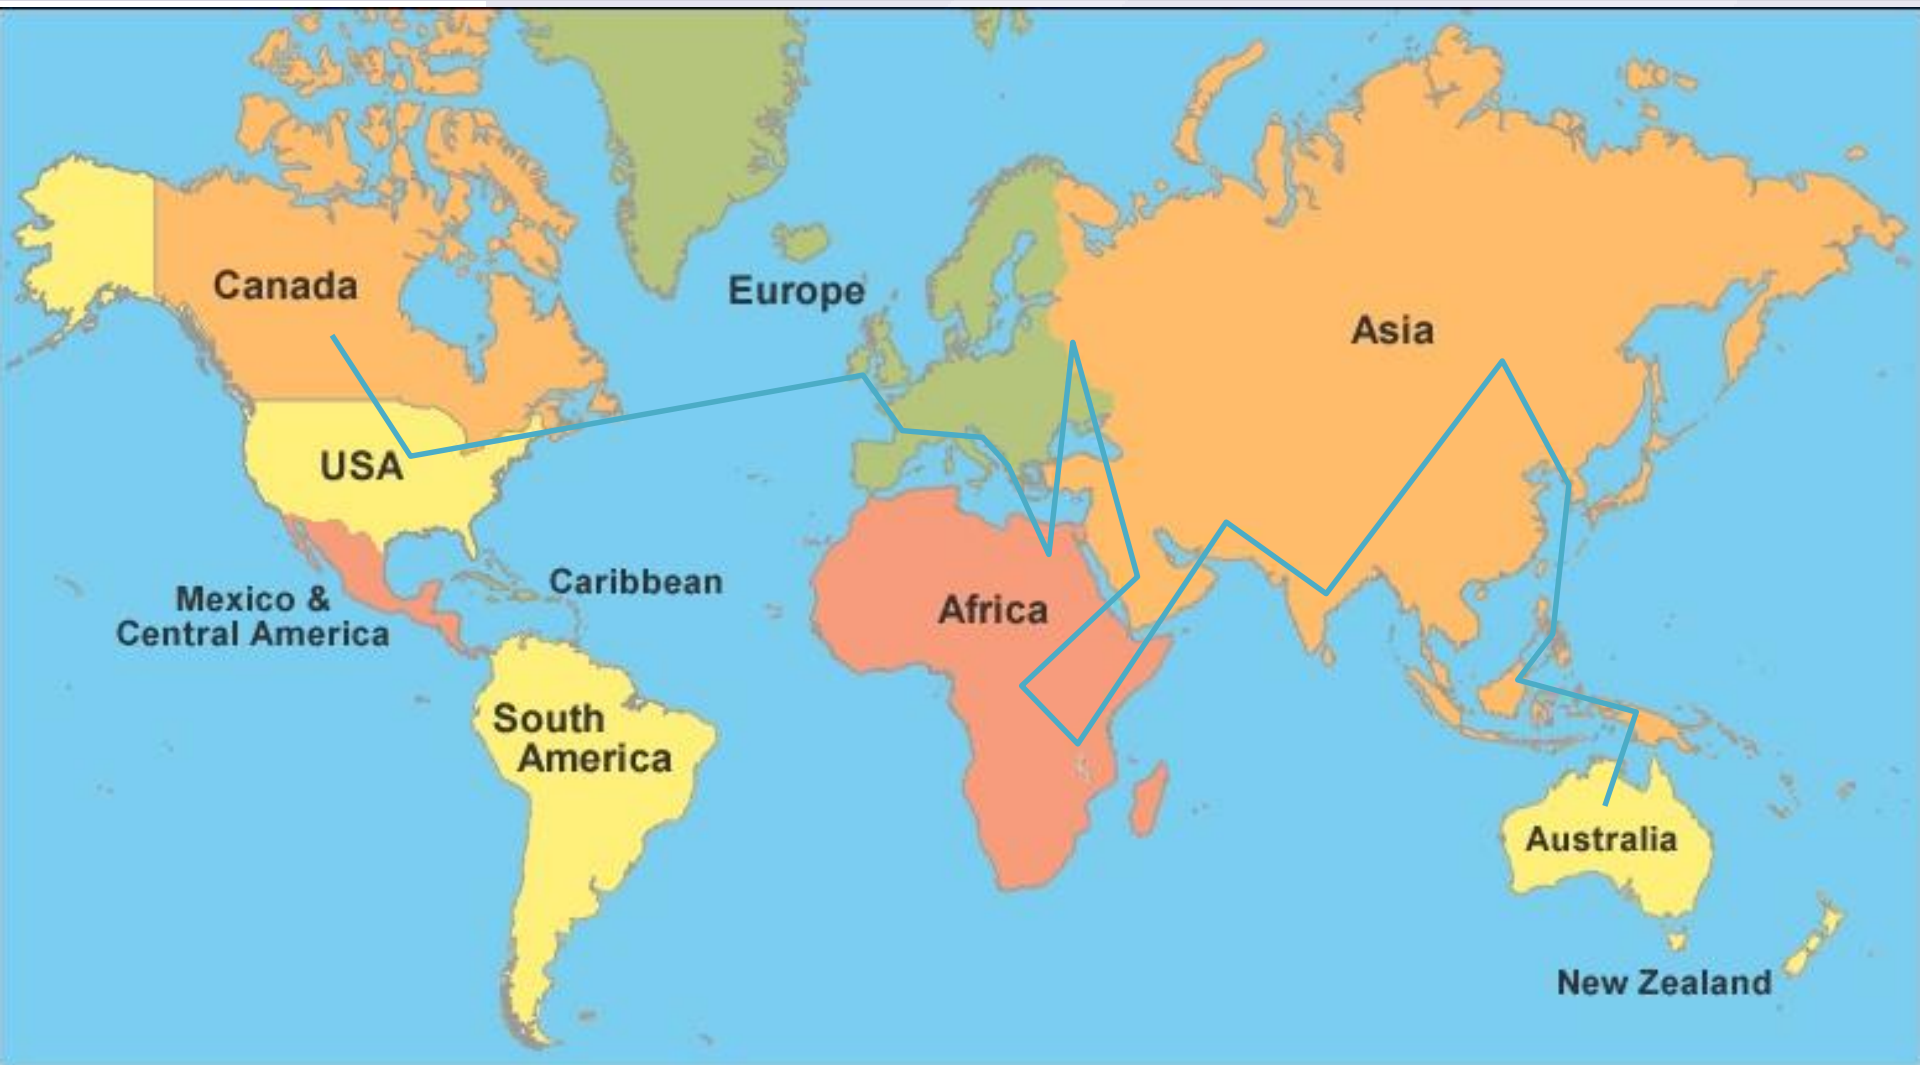 Canada
Europe
Asia
USA
Caribbean
Mexico &
Central America
Africa
South
America
Australia
New Zealand